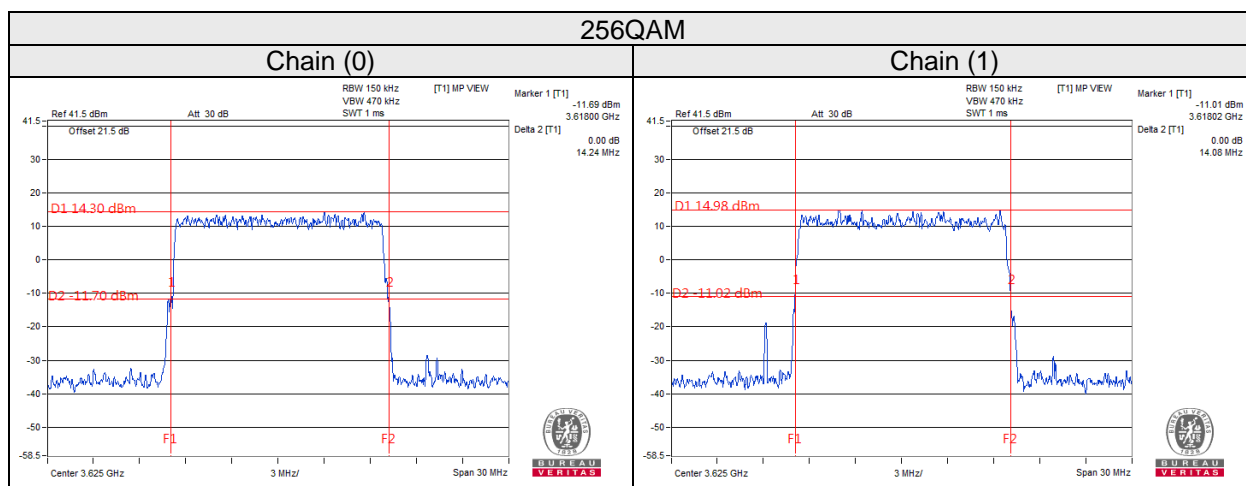 256QAM
Chain (0)
Chain (1)
RBW 150 kHz
[T1] MP VIEW
Marker 1 [T1]
VBW 470 kHz
-11.69 dBm
Ref 41.5 dBm
Att 30 dB
SWT 1 ms
3.61800 GHz
41.5
Offset 21.5 dB
Delta 2 [T1]
0.00 dB
14.24 MHz
30
20
D1 14.30 dBm
10
0
1
2
-10
D2 -11.70 dBm
-20
-30
-40
-50
F1
F2
-58.5
Center 3.625 GHz
3 MHz/
Span 30 MHz
BUREAU VERITAS
1828
BUREAU
VERITAS
RBW 150 kHz
[T1] MP VIEW
Marker 1 [T1]
VBW 470 kHz
-11.01 dBm
Ref 41.5 dBm
Att 30 dB
SWT 1 ms
3.61802 GHz
41.5
Offset 21.5 dB
Delta 2 [T1]
0.00 dB
14.08 MHz
30
20
D1 14.98 dBm
10
0
1
2
-10
D2 -11.02 dBm
-20
-30
-40
-50
F1
F2
-58.5
Center 3.625 GHz
3 MHz/
Span 30 MHz
BUREAU VERITAS
1828
BUREAU
VERITAS